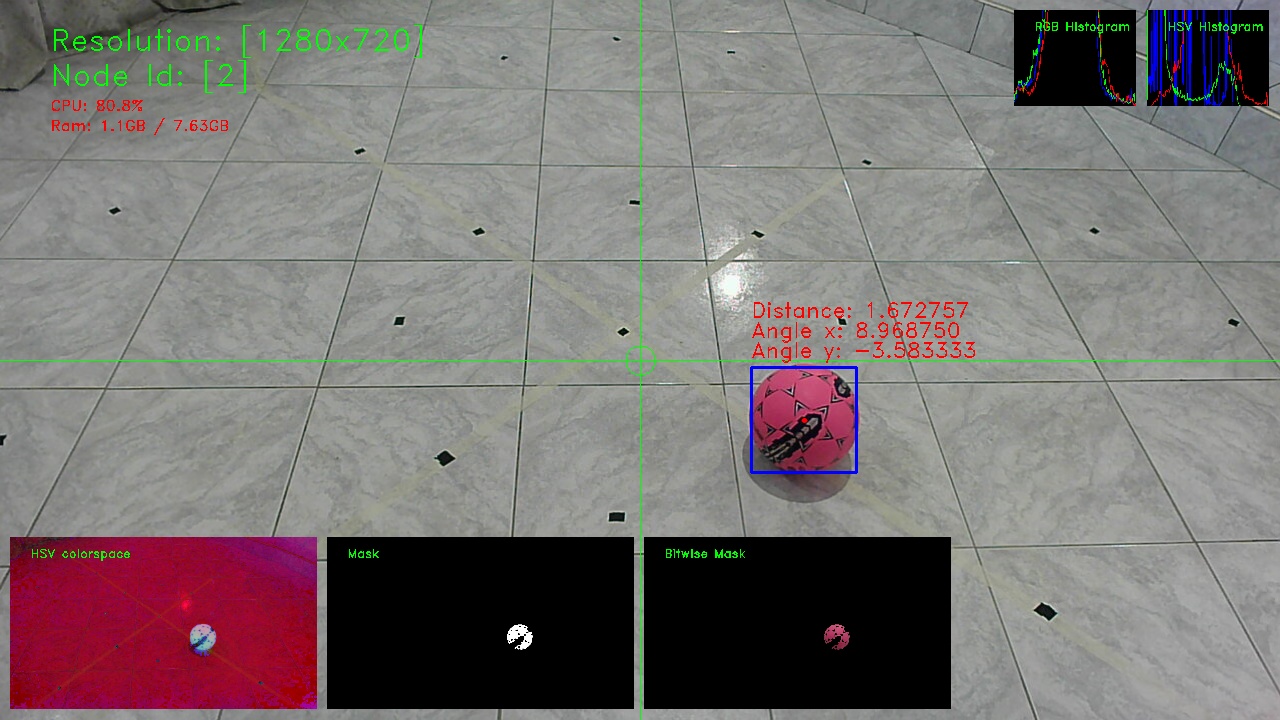 Resolution: [1280x720]
Node Id: [2]
CPU: 80.8%
Ram: 1.1GB / 7.63GB
RGB Histogram
HSV Histogram
Distance: 1.672757
Angle x: 8.968750
Angle y: -3.583333
HSV colorspace
Mask
Bitwise Mask